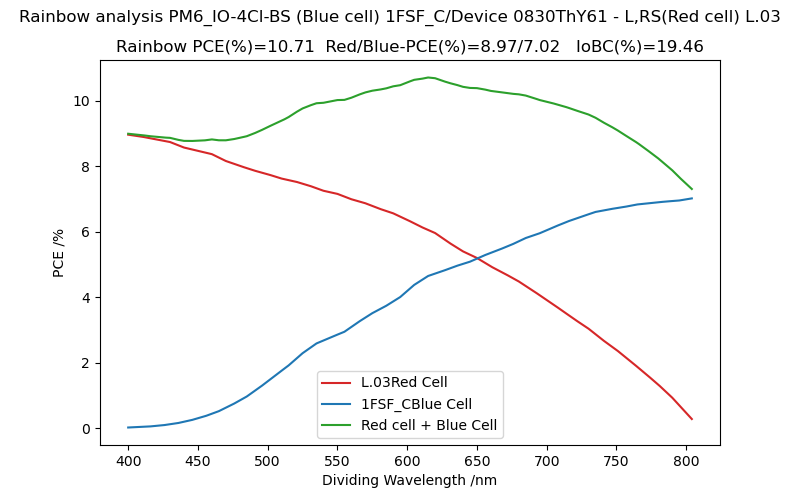 Rainbow analysis PM6_IO-4Cl-BS (Blue cell) 1FSF_C/Device 0830ThY61 - L,RS(Red cell) L.03
Rainbow PCE(%)=10.71  Red/Blue-PCE(%)=8.97/7.02   IoBC(%)=19.46
PCE /%
10
8
6
4
2
0
L.03Red Cell
1FSF_CBlue Cell
Red cell + Blue Cell
400 450 500 550 600 650 700 750 800
Dividing Wavelength /nm